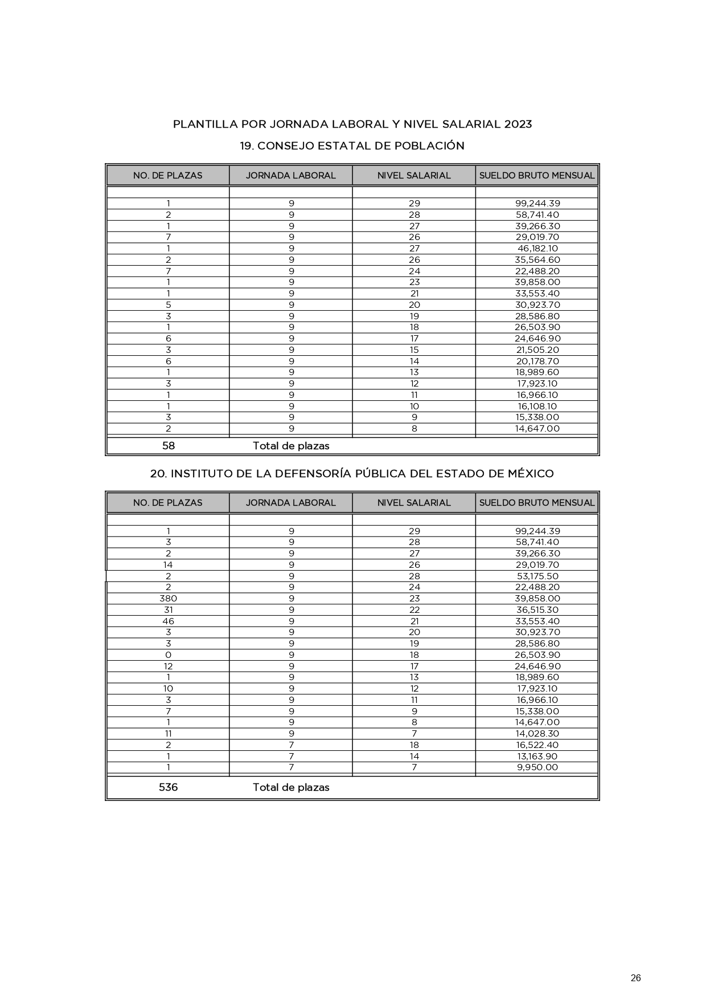 PLANTILLA POR JORNADA LABORAL Y NIVEL SALARIAL 2023
19. CONSEJO ESTATAL DE POBLACIÓN
NO. DE PLAZAS JORNADA LABORAL NIVEL SALARIAL SUELDO BRUTO MENSUAL
1 9 29 99,244.39
2 9 28 58,741.40
1 9 27 39,266.30
7 9 26 29,019.70
1 9 27 46,182.10
2 9 26 35,564.60
7 9 24 22,488.20
1 9 23 39,858.00
1 9 21 33,553.40
5 9 20 30,923.70
3 9 19 28,586.80
1 9 18 26,503.90
6 9 17 24,646.90
3 9 15 21,505.20
6 9 14 20,178.70
1 9 13 18,989.60
3 9 12 17,923.10
1 9 11 16,966.10
1 9 10 16,108.10
3 9 9 15,338.00
2 9 8 14,647.00
58 Total de plazas
20. INSTITUTO DE LA DEFENSORÍA PÚBLICA DEL ESTADO DE MÉXICO
NO. DE PLAZAS JORNADA LABORAL NIVEL SALARIAL SUELDO BRUTO MENSUAL
1 9 29 99,244.39
3 9 28 58,741.40
2 9 27 39,266.30
14 9 26 29,019.70
2 9 28 53,175.50
2 9 24 22,488.20
380 9 23 39,858.00
31 9 22 36,515.30
46 9 21 33,553.40
3 9 20 30,923.70
3 9 19 28,586.80
0 9 18 26,503.90
12 9 17 24,646.90
1 9 13 18,989.60
10 9 12 17,923.10
3 9 11 16,966.10
7 9 9 15,338.00
1 9 8 14,647.00
11 9 7 14,028.30
2 7 18 16,522.40
1 7 14 13,163.90
1 7 7 9,950.00
536 Total de plazas
26